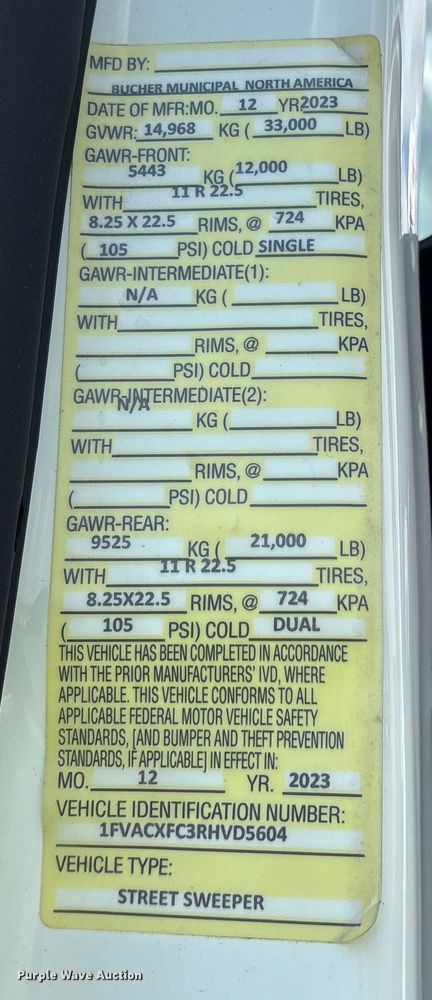 MFD BY:
BUCHER MUNICIPAL NORTH AMERICA
DATE OF MFR:MO. 12 YR 2023
GVWR: 14,968 KG ( 33,000 LB)
GAWR-FRONT:
5443 KG ( 12,000 LB)
WITH 11 R 22.5 TIRES,
8.25 X 22.5 RIMS, @ 724 KPA
( 105 PSI) COLD SINGLE
GAWR-INTERMEDIATE(1):
N/A KG ( LB)
WITH TIRES,
RIMS, @ KPA
( PSI) COLD
GAWR-INTERMEDIATE(2):
N/A
KG ( LB)
WITH TIRES,
RIMS, @ KPA
( PSI) COLD
GAWR-REAR:
9525 KG ( 21,000 LB)
WITH 11 R 22.5 TIRES,
8.25X22.5 RIMS, @ 724 KPA
( 105 PSI) COLD DUAL
THIS VEHICLE HAS BEEN COMPLETED IN ACCORDANCE
WITH THE PRIOR MANUFACTURERS' IVD, WHERE
APPLICABLE. THIS VEHICLE CONFORMS TO ALL
APPLICABLE FEDERAL MOTOR VEHICLE SAFETY
STANDARDS, [AND BUMPER AND THEFT PREVENTION
STANDARDS, IF APPLICABLE] IN EFFECT IN:
MO. 12 YR. 2023
VEHICLE IDENTIFICATION NUMBER:
1FVACXFC3RHVD5604
VEHICLE TYPE:
STREET SWEEPER
Purple Wave Auction